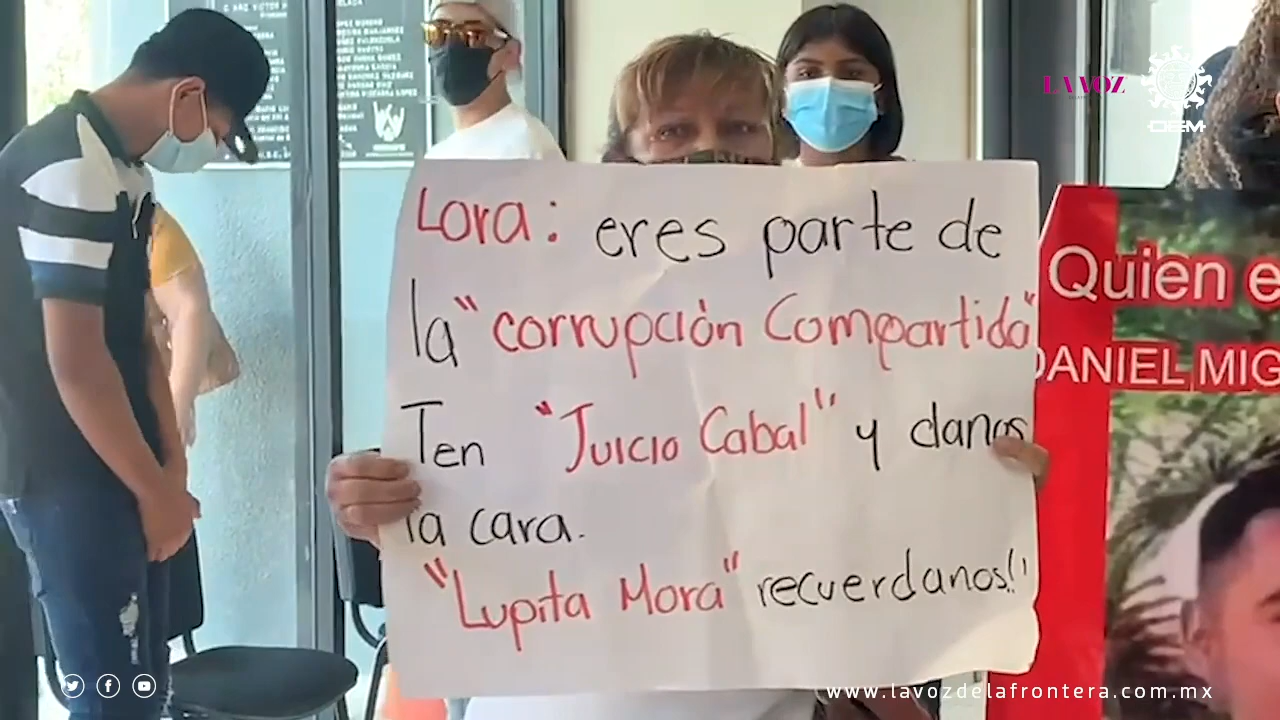 LA VOZ
OEM
Lora: eres parte de
la "corrupción Compartida"
Ten "Juicio Cabal" y danos
la cara.
"Lupita Mora" recuerdanos!!
Quien e
DANIEL MIG
www.lavozdelafrontera.com.mx